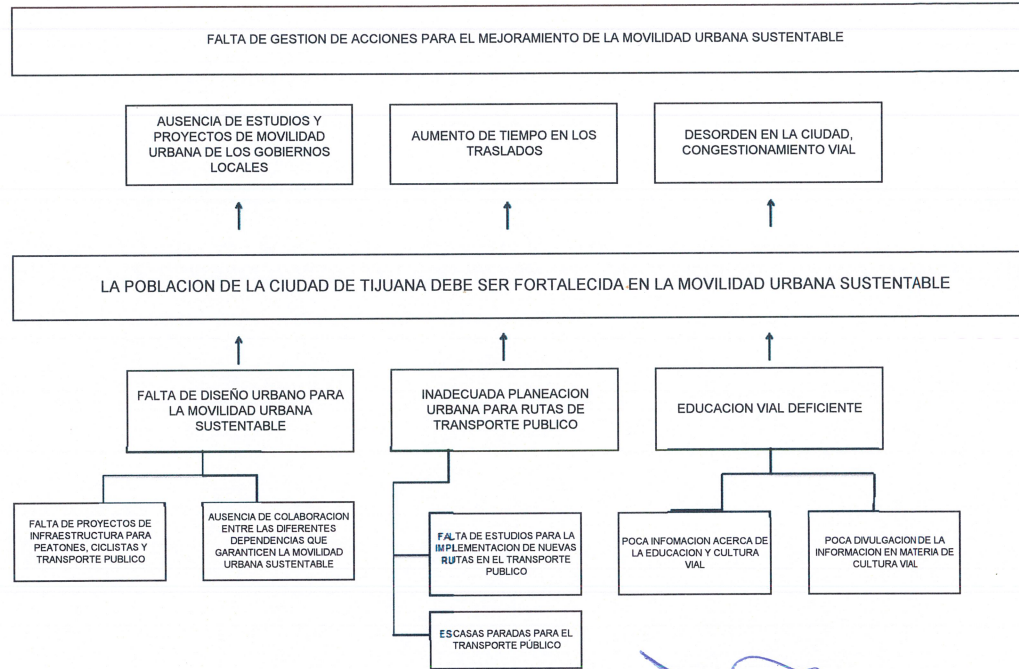 FALTA DE GESTION DE ACCIONES PARA EL MEJORAMIENTO DE LA MOVILIDAD URBANA SUSTENTABLE
AUSENCIA DE ESTUDIOS Y
PROYECTOS DE MOVILIDAD
URBANA DE LOS GOBIERNOS
LOCALES
AUMENTO DE TIEMPO EN LOS
TRASLADOS
DESORDEN EN LA CIUDAD,
CONGESTIONAMIENTO VIAL
LA POBLACION DE LA CIUDAD DE TIJUANA DEBE SER FORTALECIDA EN LA MOVILIDAD URBANA SUSTENTABLE
FALTA DE DISEÑO URBANO PARA
LA MOVILIDAD URBANA
SUSTENTABLE
INADECUADA PLANEACION
URBANA PARA RUTAS DE
TRANSPORTE PUBLICO
EDUCACION VIAL DEFICIENTE
FALTA DE PROYECTOS DE
INFRAESTRUCTURA PARA
PEATONES, CICLISTAS Y
TRANSPORTE PUBLICO
AUSENCIA DE COLABORACION
ENTRE LAS DIFERENTES
DEPENDENCIAS QUE
GARANTICEN LA MOVILIDAD
URBANA SUSTENTABLE
FALTA DE ESTUDIOS PARA LA
IMPLEMENTACION DE NUEVAS
RUTAS EN EL TRANSPORTE
PUBLICO
ESCASAS PARADAS PARA EL
TRANSPORTE PÚBLICO
POCA INFOMACION ACERCA DE
LA EDUCACION Y CULTURA
VIAL
POCA DIVULGACION DE LA
INFORMACION EN MATERIA DE
CULTURA VIAL